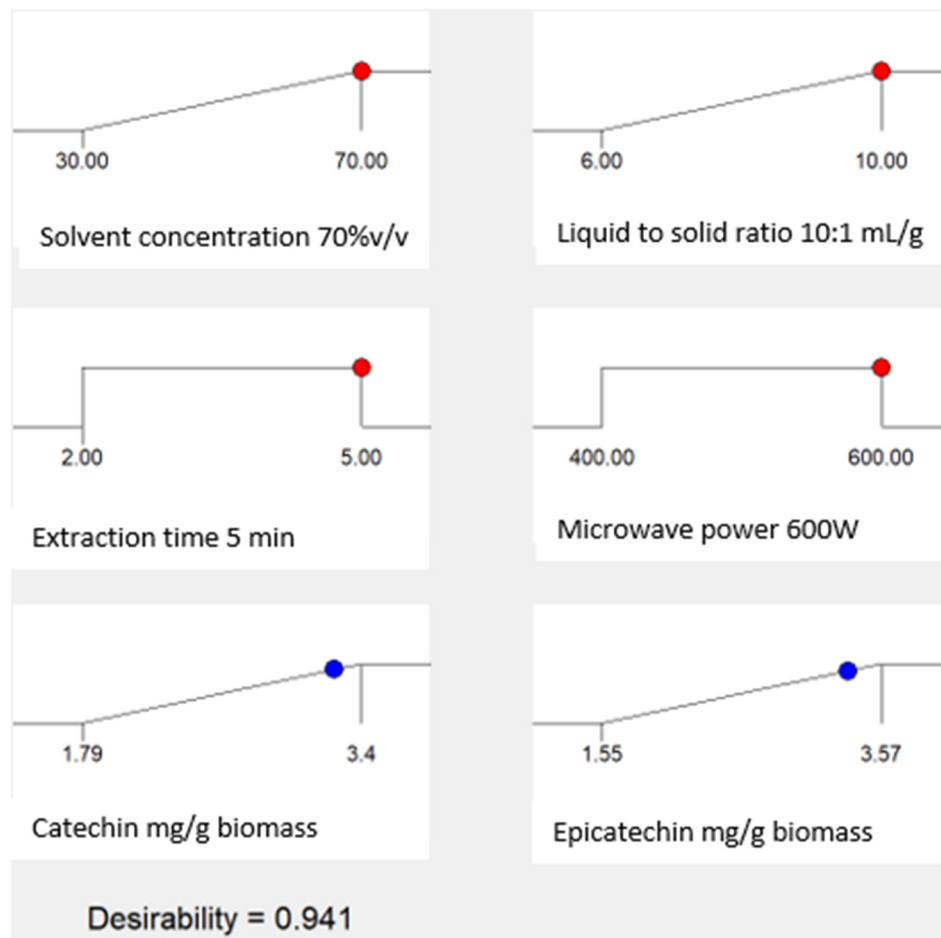 30.00 70.00
6.00 10.00
Solvent concentration 70%v/v
Liquid to solid ratio 10:1 mL/g
2.00 5.00
400.00 600.00
Extraction time 5 min
Microwave power 600W
1.79 3.4
1.55 3.57
Catechin mg/g biomass
Epicatechin mg/g biomass
Desirability = 0.941